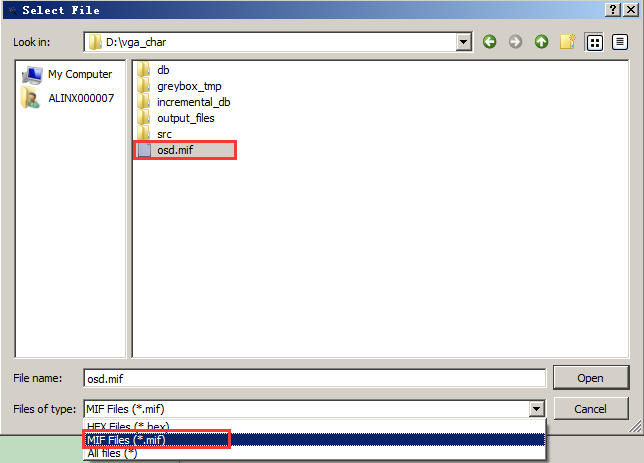 Select File
Look in:
D:\vga_char
My Computer
ALINX000007
db
greybox_tmp
incremental_db
output_files
src
osd.mif
File name:
osd.mif
Open
Files of type:
MIF Files (*.mif)
Cancel
HEX Files (*.hex)
MIF Files (*.mif)
All files (*)